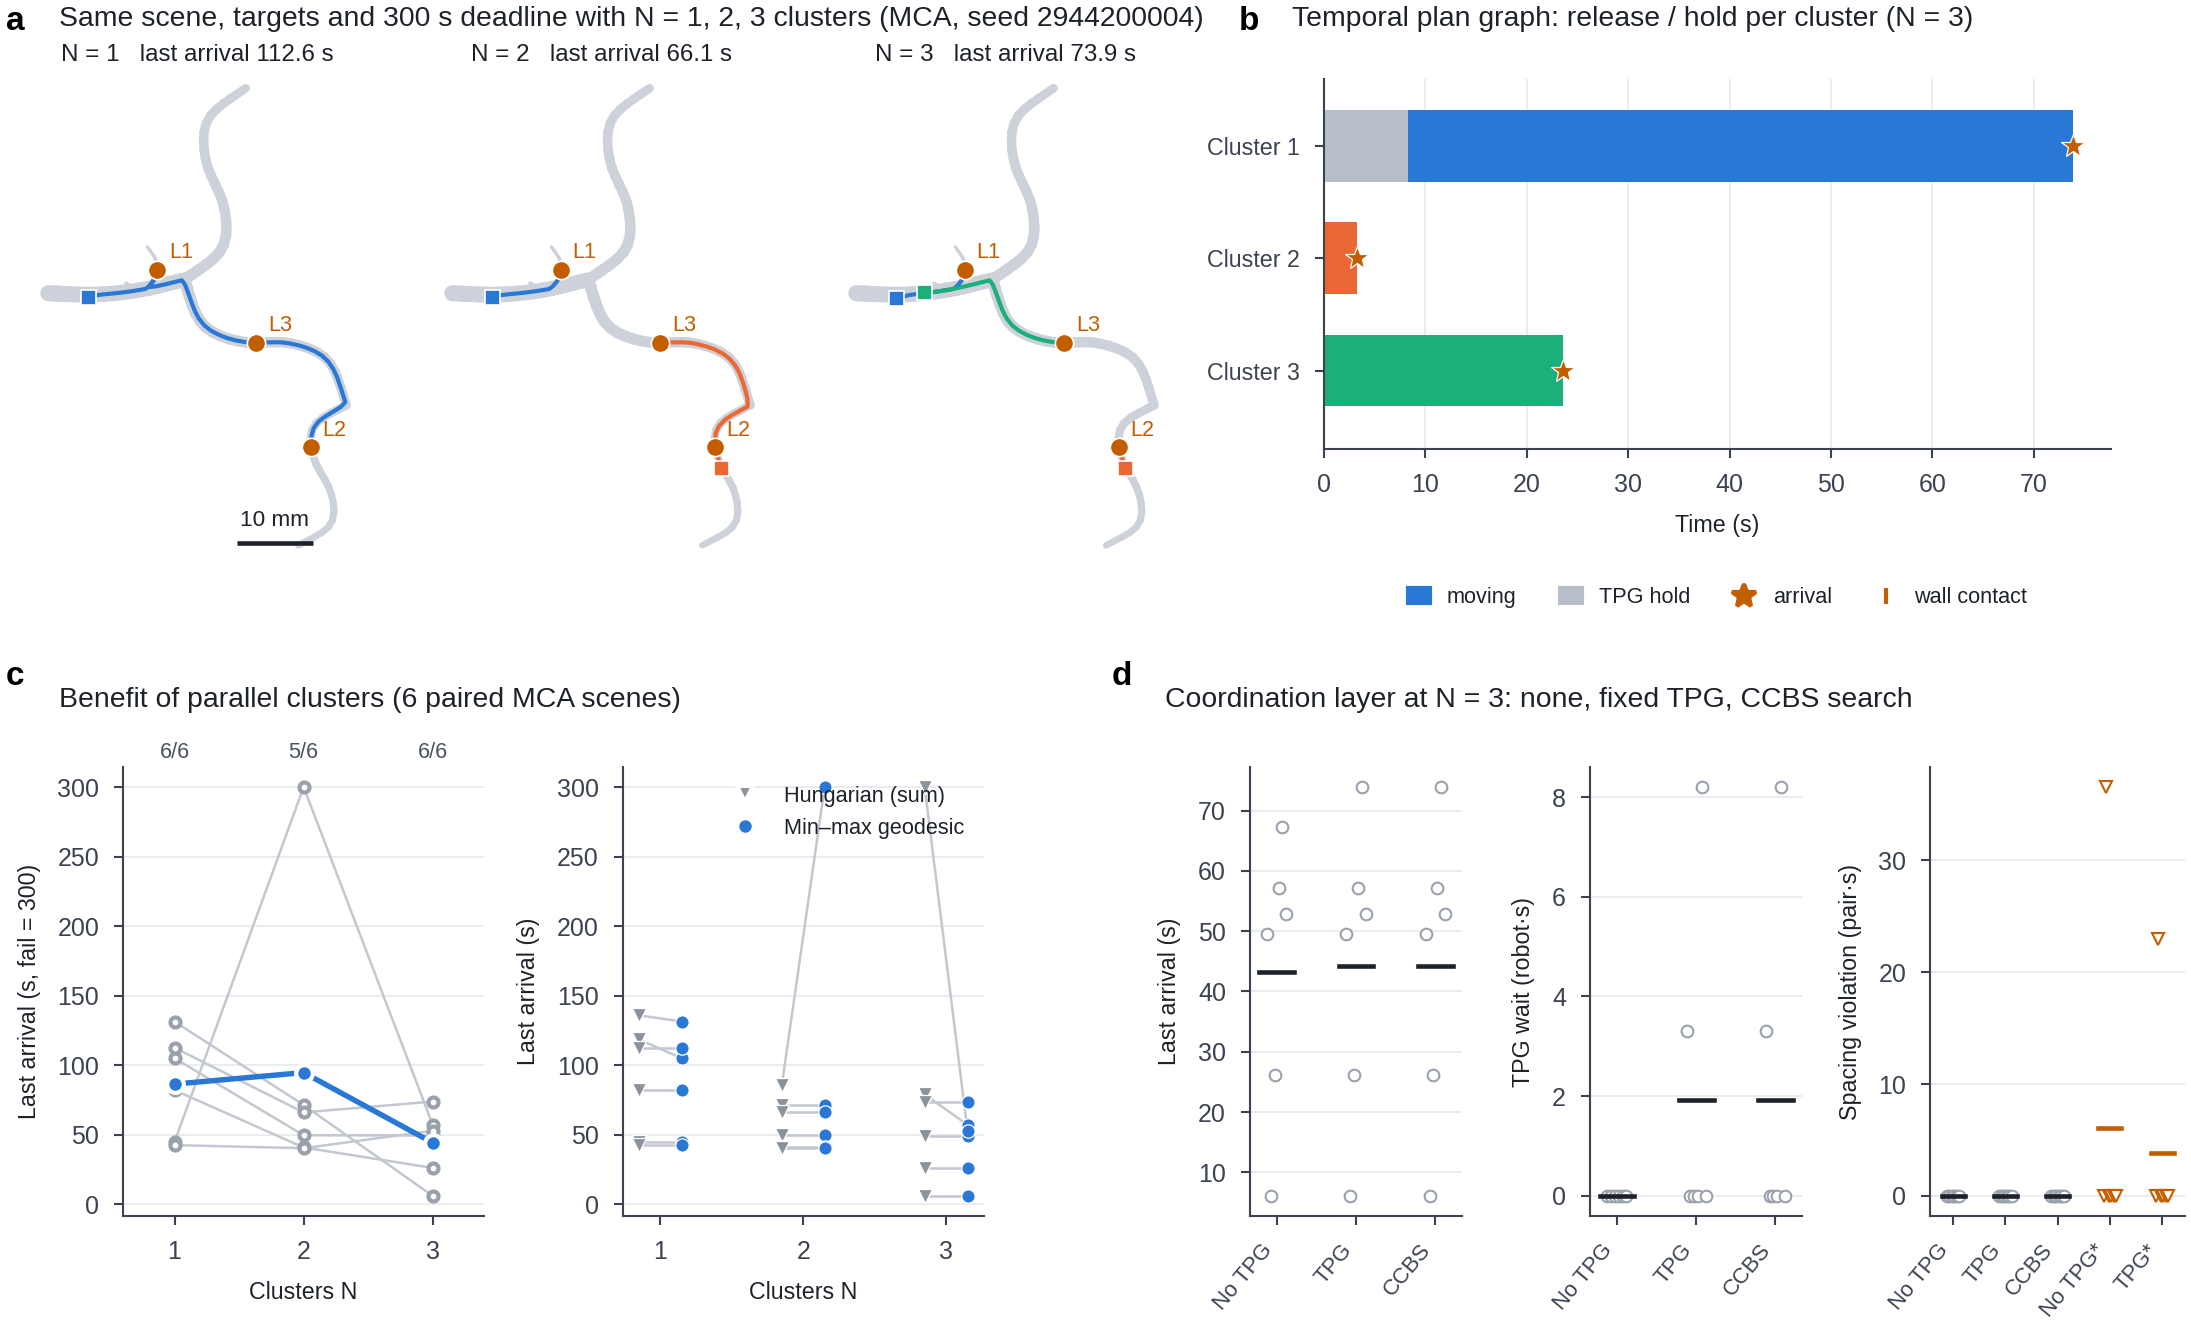 a
Same scene, targets and 300 s deadline with N = 1, 2, 3 clusters (MCA, seed 2944200004)
N = 1 last arrival 112.6 s
N = 2 last arrival 66.1 s
N = 3 last arrival 73.9 s
L1
L3
L2
10 mm
L1
L3
L2
L1
L3
L2
b
Temporal plan graph: release / hold per cluster (N = 3)
Cluster 1
Cluster 2
Cluster 3
0 10 20 30 40 50 60 70
Time (s)
moving
TPG hold
arrival
wall contact
c
Benefit of parallel clusters (6 paired MCA scenes)
6/6 5/6 6/6
Last arrival (s, fail = 300)
300
250
200
150
100
50
0
1 2 3
Clusters N
Last arrival (s)
300
250
200
150
100
50
0
Hungarian (sum)
Min–max geodesic
1 2 3
Clusters N
d
Coordination layer at N = 3: none, fixed TPG, CCBS search
Last arrival (s)
70
60
50
40
30
20
10
No TPG
TPG
CCBS
TPG wait (robot·s)
8
6
4
2
0
No TPG
TPG
CCBS
Spacing violation (pair·s)
30
20
10
0
No TPG
TPG
CCBS
No TPG*
TPG*